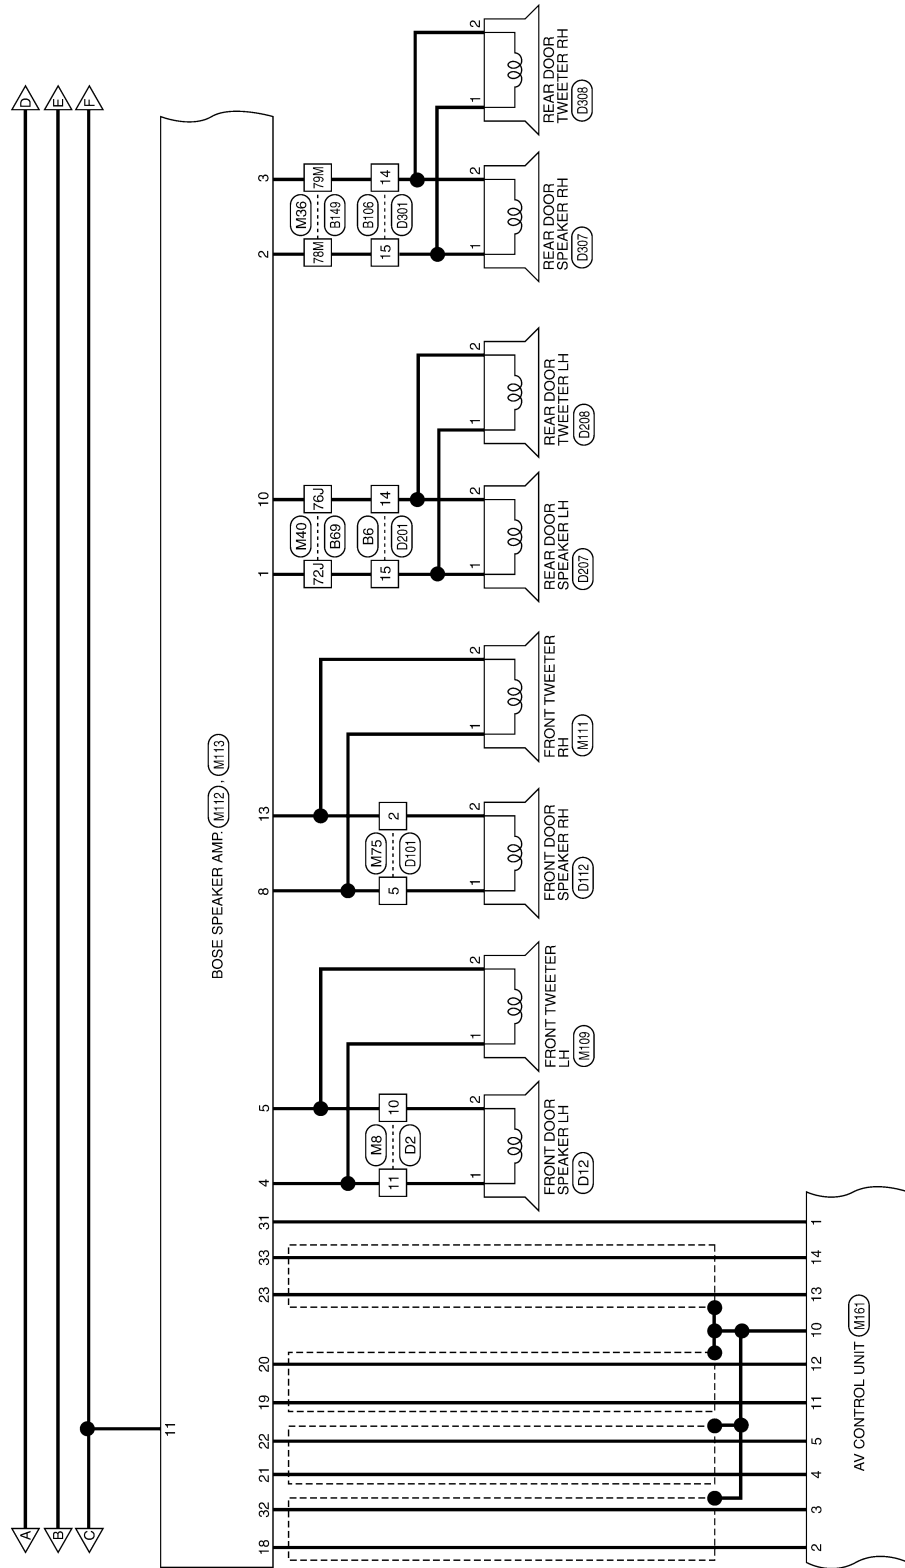 A
B
C
D
E
F
BOSE SPEAKER AMP. M112 , M113
11
18
32
21
22
19
20
23
33
31
4
5
8
13
1
10
2
3
M8
D2
11
10
M75
D101
5
2
M40
B69
72J
76J
B6
D201
15
14
M36
B149
78M
79M
B106
D301
15
14
1
2
FRONT DOOR
SPEAKER LH
D12
1
2
FRONT TWEETER
LH
M109
1
2
FRONT DOOR
SPEAKER RH
D112
1
2
FRONT TWEETER
RH
M111
1
2
REAR DOOR
SPEAKER LH
D207
1
2
REAR DOOR
TWEETER LH
D208
1
2
REAR DOOR
SPEAKER RH
D307
1
2
REAR DOOR
TWEETER RH
D308
2
3
4
5
11
12
10
13
14
1
AV CONTROL UNIT M161